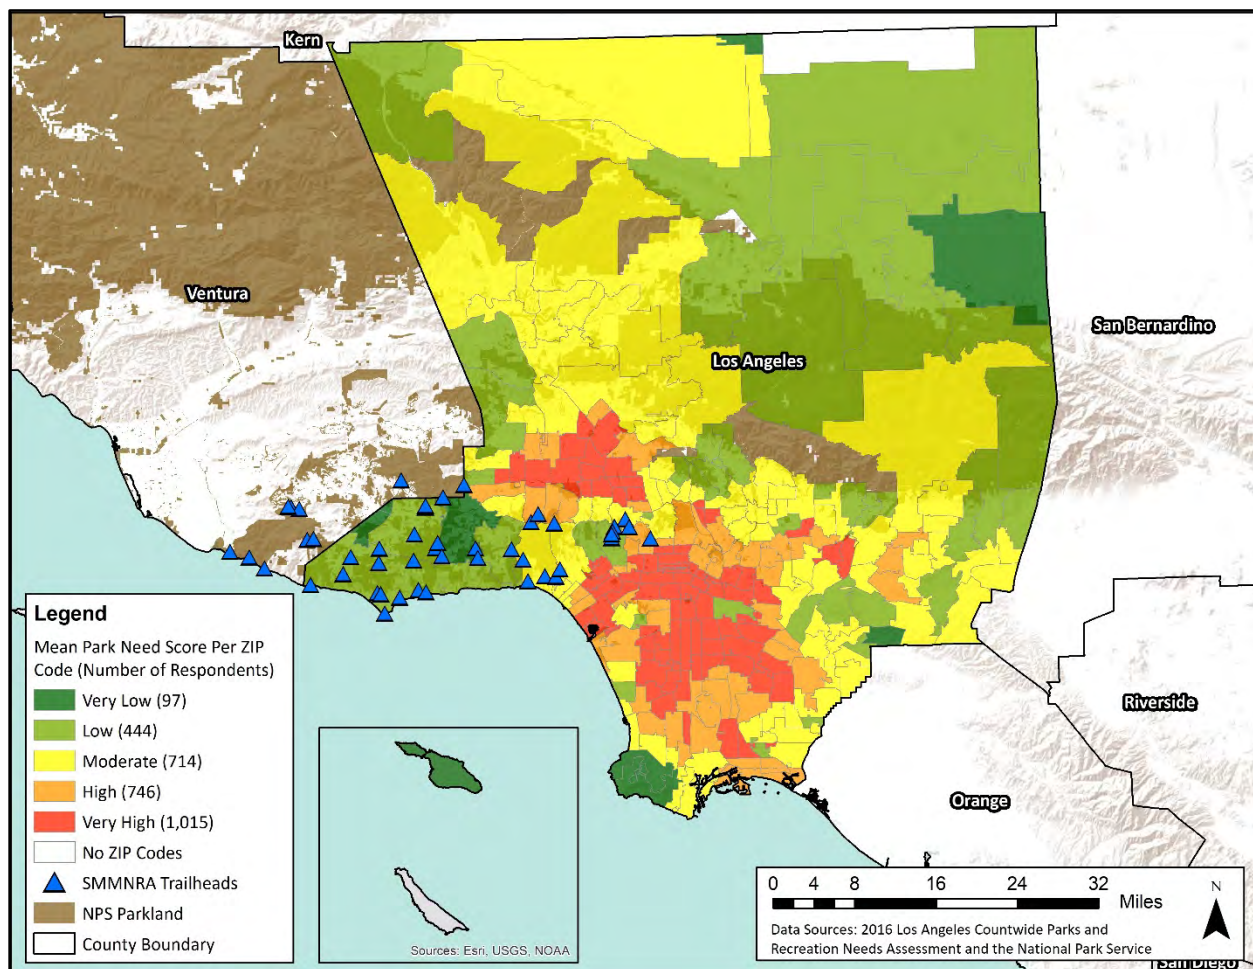 Kern
Ventura
Los Angeles
San Bernardino
Riverside
Orange
San Diego
Legend
Mean Park Need Score Per ZIP
Code (Number of Respondents)
Very Low (97)
Low (444)
Moderate (714)
High (746)
Very High (1,015)
No ZIP Codes
SMMNRA Trailheads
NPS Parkland
County Boundary
Sources: Esri, USGS, NOAA
0 4 8 16 24 32
Miles
N
Data Sources: 2016 Los Angeles Countwide Parks and
Recreation Needs Assessment and the National Park Service